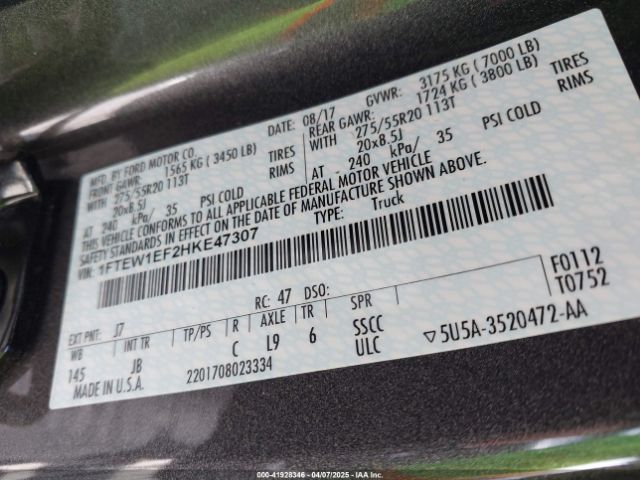 MFD. BY FORD MOTOR CO.
DATE: 08/17 GVWR: 3175 KG ( 7000 LB)
FRONT GAWR: 1565 KG ( 3450 LB) REAR GAWR: 1724 KG ( 3800 LB)
WITH 275/55R20 113T TIRES WITH 275/55R20 113T TIRES
20x8.5J RIMS 20x8.5J RIMS
AT 240 kPa/ 35 PSI COLD AT 240 kPa/ 35 PSI COLD
THIS VEHICLE CONFORMS TO ALL APPLICABLE FEDERAL MOTOR VEHICLE
SAFETY STANDARDS IN EFFECT ON THE DATE OF MANUFACTURE SHOWN ABOVE.
VIN: 1FTEW1EF2HKE47307 TYPE: Truck
F0112
T0752
EXT PNT: J7 RC: 47 DSO:
WB INT TR TP/PS R AXLE TR SPR
145 JB C L9 6 SSCC
ULC
▽5U5A-3520472-AA
MADE IN U.S.A. 2201708023334
000-41928346 04/07/2025 IAA Inc.